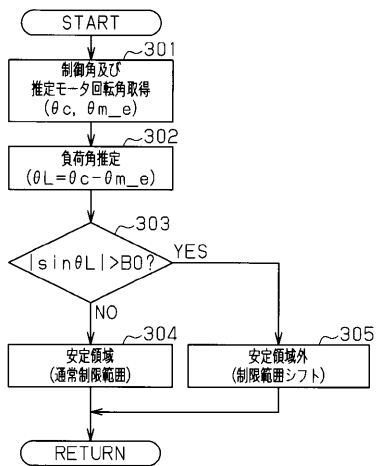 START
301
制御角及び
推定モータ回転角取得
(θc, θm_e)
302
負荷角推定
(θL=θc−θm_e)
303
|sinθL|>B0?
YES
NO
304
安定領域
(通常制限範囲)
305
安定領域外
(制限範囲シフト)
RETURN